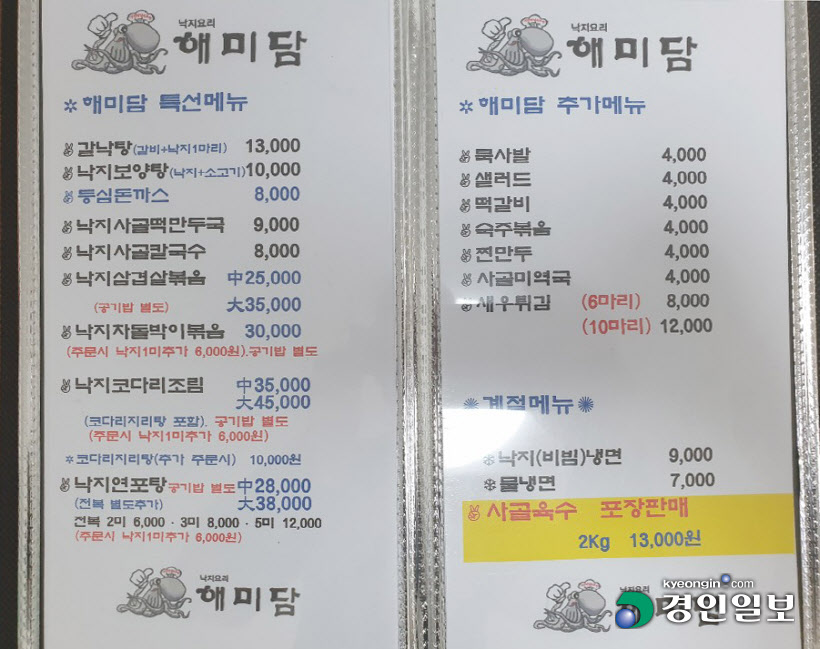 낙지요리
해미담
✲ 해미담 특선메뉴
갈낙탕(갈비+낙지1마리) 13,000
낙지보양탕(낙지+소고기)10,000
등심돈까스 8,000
낙지사골떡만두국 9,000
낙지사골칼국수 8,000
낙지삼겹살볶음 中25,000
(공기밥 별도) 大35,000
낙지차돌박이볶음 30,000
(주문시 낙지1미추가 6,000원).공기밥 별도
낙지코다리조림 中35,000
大45,000
(코다리지리탕 포함). 공기밥 별도
(주문시 낙지1미추가 6,000원)
*코다리지리탕(추가 주문시) 10,000원
낙지연포탕공기밥 별도中28,000
(전복 별도추가) 大38,000
전복 2미 6,000 · 3미 8,000 · 5미 12,000
(주문시 낙지1미추가 6,000원)
낙지요리
해미담
낙지요리
해미담
✲ 해미담 추가메뉴
묵사발 4,000
샐러드 4,000
떡갈비 4,000
숙주볶음 4,000
찐만두 4,000
사골미역국 4,000
새우튀김 (6마리) 8,000
(10마리) 12,000
✺계절메뉴✺
❄낙지(비빔)냉면 9,000
❄물냉면 7,000
사골육수 포장판매
2Kg 13,000원
낙지요리
해미담
kyeongin.com
경인일보